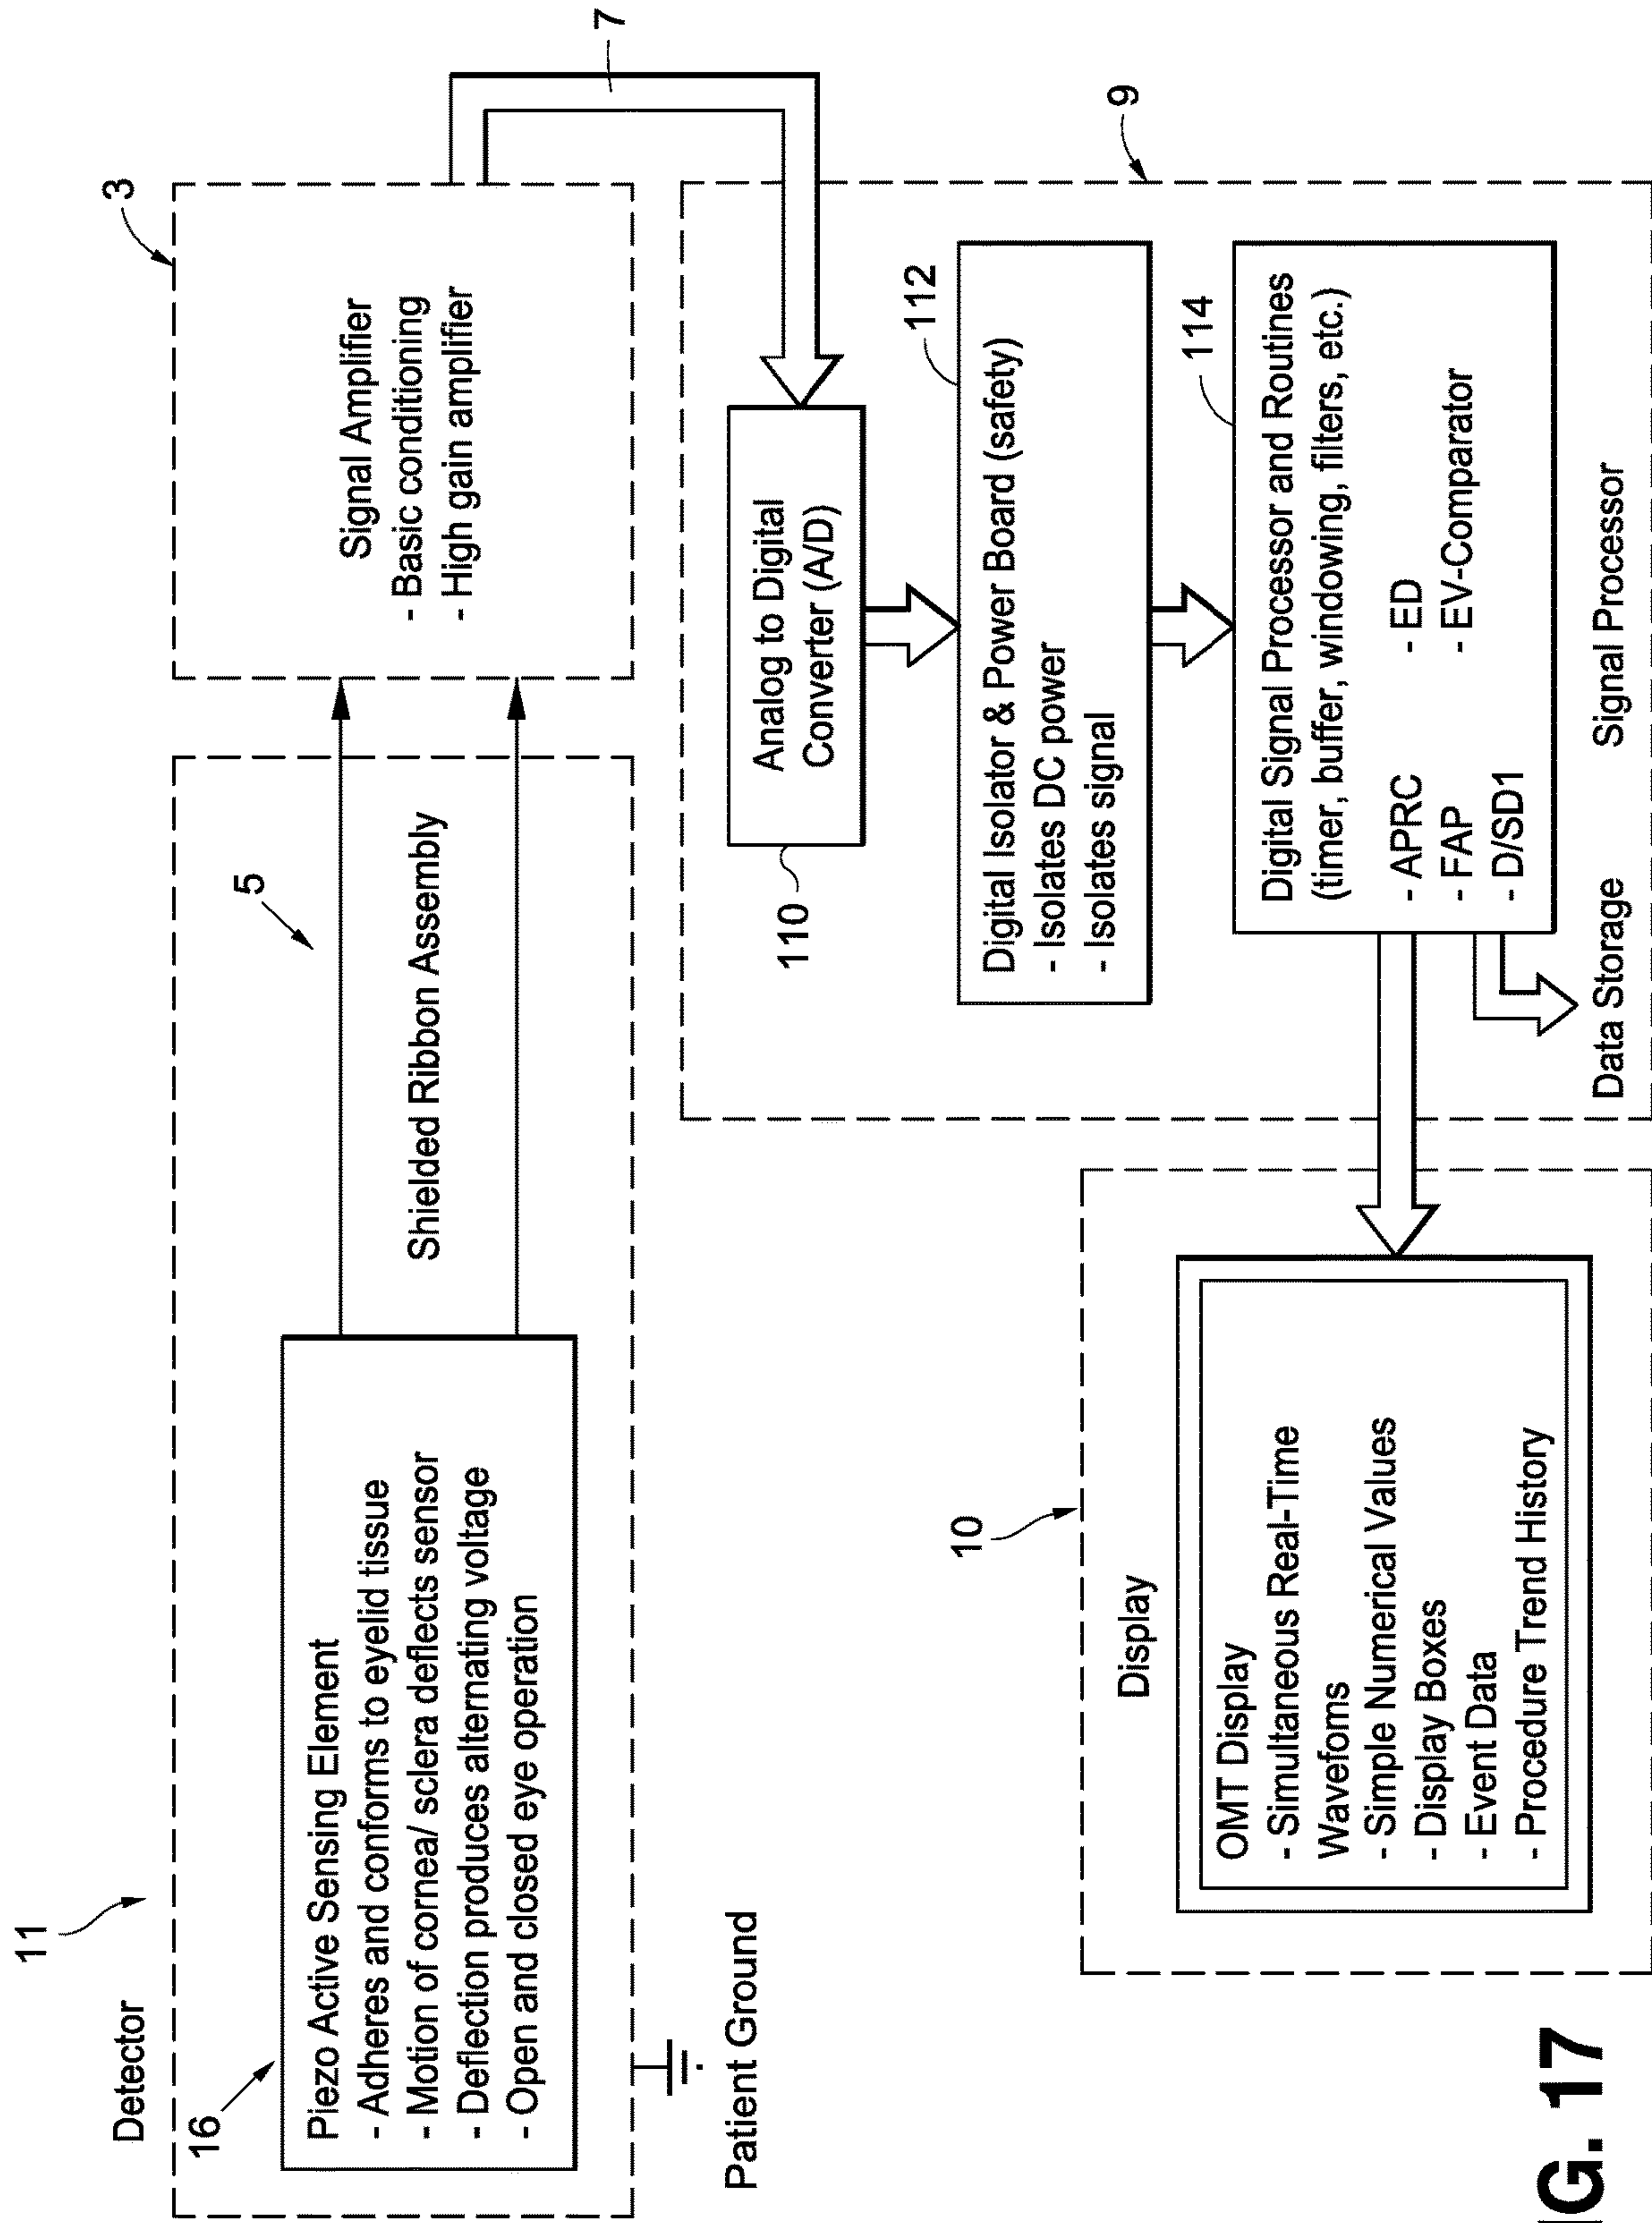 11
Detector
16
Piezo Active Sensing Element
- Adheres and conforms to eyelid tissue
- Motion of cornea/ sclera deflects sensor
- Deflection produces alternating voltage
- Open and closed eye operation
Patient Ground
5
Shielded Ribbon Assembly
3
Signal Amplifier
- Basic conditioning
- High gain amplifier
7
9
110
Analog to Digital
Converter (A/D)
112
Digital Isolator & Power Board (safety)
- Isolates DC power
- Isolates signal
114
Digital Signal Processor and Routines
(timer, buffer, windowing, filters, etc.)
- APRC - ED
- FAP - EV-Comparator
- D/SD1
Data Storage
Signal Processor
10
Display
OMT Display
- Simultaneous Real-Time
Wavefoms
- Simple Numerical Values
- Display Boxes
- Event Data
- Procedure Trend History
IG. 17